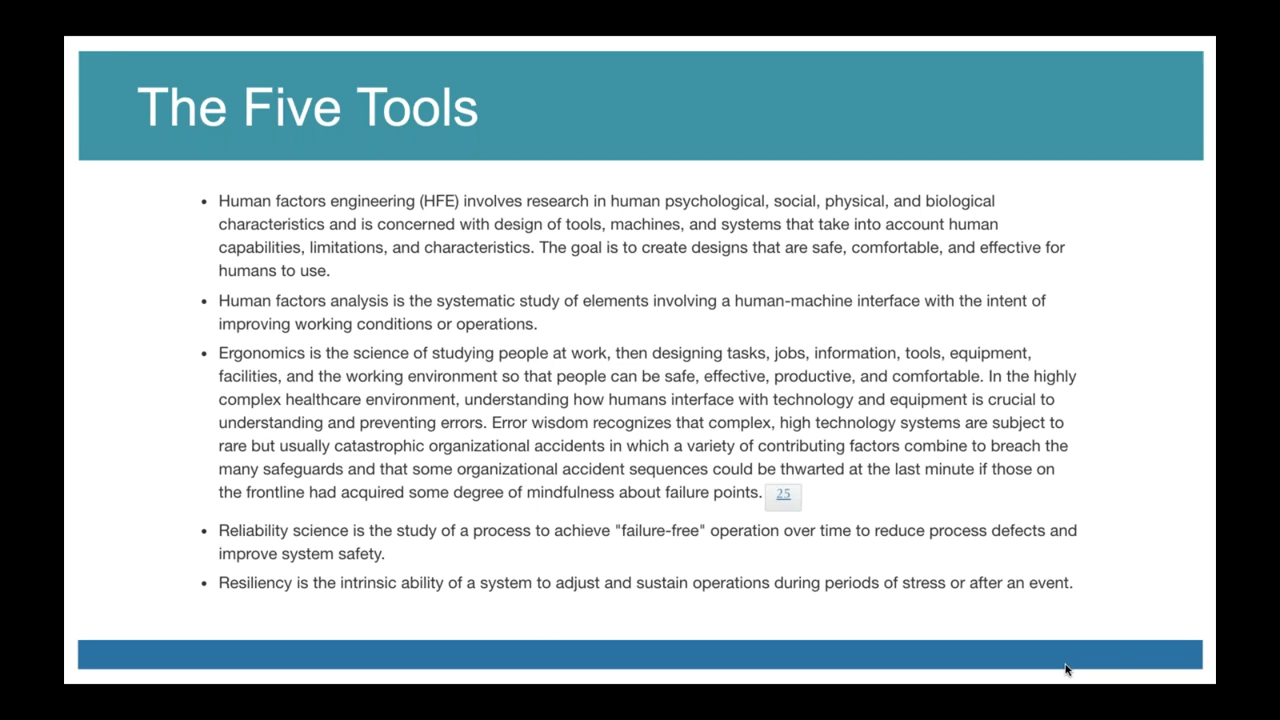 The Five Tools
• Human factors engineering (HFE) involves research in human psychological, social, physical, and biological
characteristics and is concerned with design of tools, machines, and systems that take into account human
capabilities, limitations, and characteristics. The goal is to create designs that are safe, comfortable, and effective for
humans to use.
• Human factors analysis is the systematic study of elements involving a human-machine interface with the intent of
improving working conditions or operations.
• Ergonomics is the science of studying people at work, then designing tasks, jobs, information, tools, equipment,
facilities, and the working environment so that people can be safe, effective, productive, and comfortable. In the highly
complex healthcare environment, understanding how humans interface with technology and equipment is crucial to
understanding and preventing errors. Error wisdom recognizes that complex, high technology systems are subject to
rare but usually catastrophic organizational accidents in which a variety of contributing factors combine to breach the
many safeguards and that some organizational accident sequences could be thwarted at the last minute if those on
the frontline had acquired some degree of mindfulness about failure points. 25
• Reliability science is the study of a process to achieve "failure-free" operation over time to reduce process defects and
improve system safety.
• Resiliency is the intrinsic ability of a system to adjust and sustain operations during periods of stress or after an event.